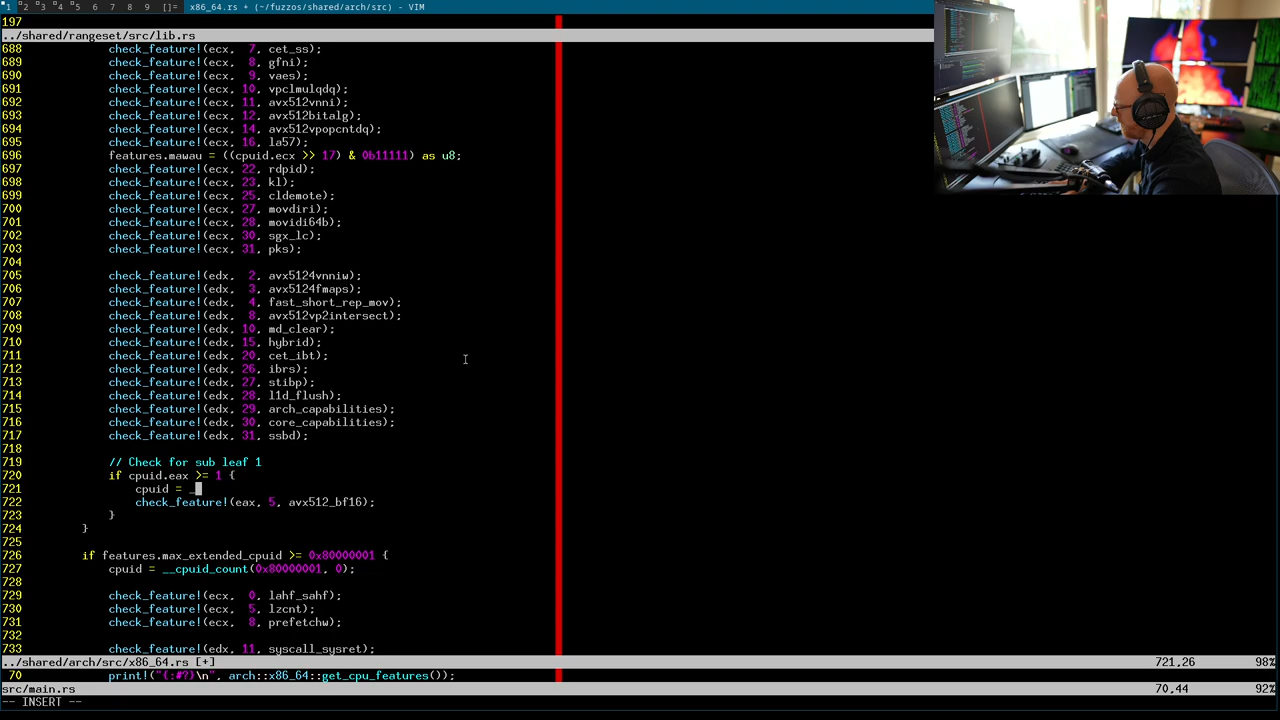 1 2 3 4 5 6 7 8 9 []= x86_64.rs + (~/fuzzos/shared/arch/src) - VIM
197
../shared/rangeset/src/lib.rs
688 check_feature!(ecx, 7, cet_ss);
689 check_feature!(ecx, 8, gfni);
690 check_feature!(ecx, 9, vaes);
691 check_feature!(ecx, 10, vpclmulqdq);
692 check_feature!(ecx, 11, avx512vnni);
693 check_feature!(ecx, 12, avx512bitalg);
694 check_feature!(ecx, 14, avx512vpopcntdq);
695 check_feature!(ecx, 16, la57);
696 features.mawau = ((cpuid.ecx >> 17) & 0b11111) as u8;
697 check_feature!(ecx, 22, rdpid);
698 check_feature!(ecx, 23, kl);
699 check_feature!(ecx, 25, cldemote);
700 check_feature!(ecx, 27, movdiri);
701 check_feature!(ecx, 28, movidi64b);
702 check_feature!(ecx, 30, sgx_lc);
703 check_feature!(ecx, 31, pks);
704
705 check_feature!(edx, 2, avx5124vnniw);
706 check_feature!(edx, 3, avx5124fmaps);
707 check_feature!(edx, 4, fast_short_rep_mov);
708 check_feature!(edx, 8, avx512vp2intersect);
709 check_feature!(edx, 10, md_clear);
710 check_feature!(edx, 15, hybrid);
711 check_feature!(edx, 20, cet_ibt);
712 check_feature!(edx, 26, ibrs);
713 check_feature!(edx, 27, stibp);
714 check_feature!(edx, 28, l1d_flush);
715 check_feature!(edx, 29, arch_capabilities);
716 check_feature!(edx, 30, core_capabilities);
717 check_feature!(edx, 31, ssbd);
718
719 // Check for sub leaf 1
720 if cpuid.eax >= 1 {
721 cpuid = _
722 check_feature!(eax, 5, avx512_bf16);
723 }
724 }
725
726 if features.max_extended_cpuid >= 0x80000001 {
727 cpuid = __cpuid_count(0x80000001, 0);
728
729 check_feature!(ecx, 0, lahf_sahf);
730 check_feature!(ecx, 5, lzcnt);
731 check_feature!(ecx, 8, prefetchw);
732
733 check_feature!(edx, 11, syscall_sysret);
../shared/arch/src/x86_64.rs [+] 721,26 98%
70 print!("{:#?}\n", arch::x86_64::get_cpu_features());
src/main.rs 70,44 92%
-- INSERT --